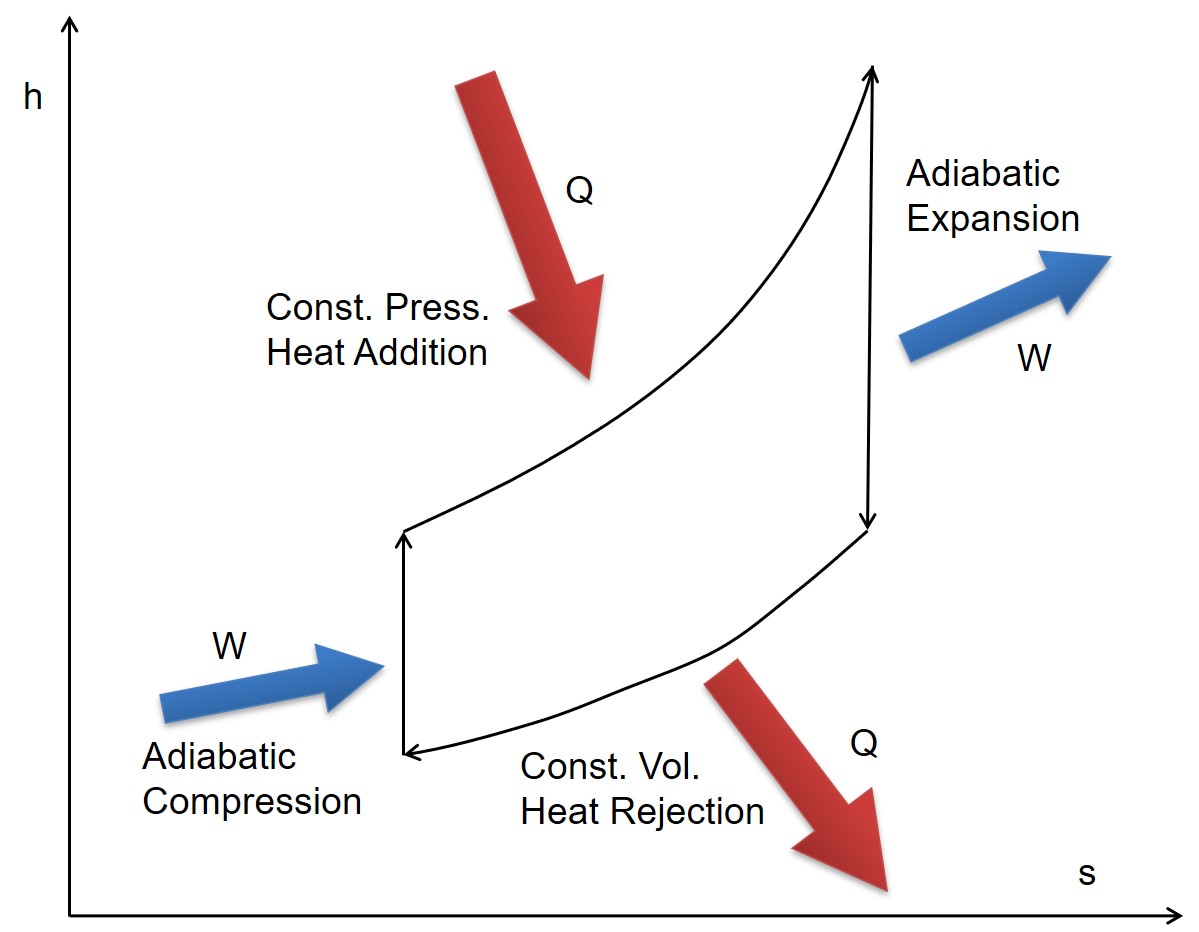 h
Q
Adiabatic
Expansion
Const. Press.
Heat Addition
W
W
Adiabatic
Compression
Const. Vol.
Heat Rejection
Q
s